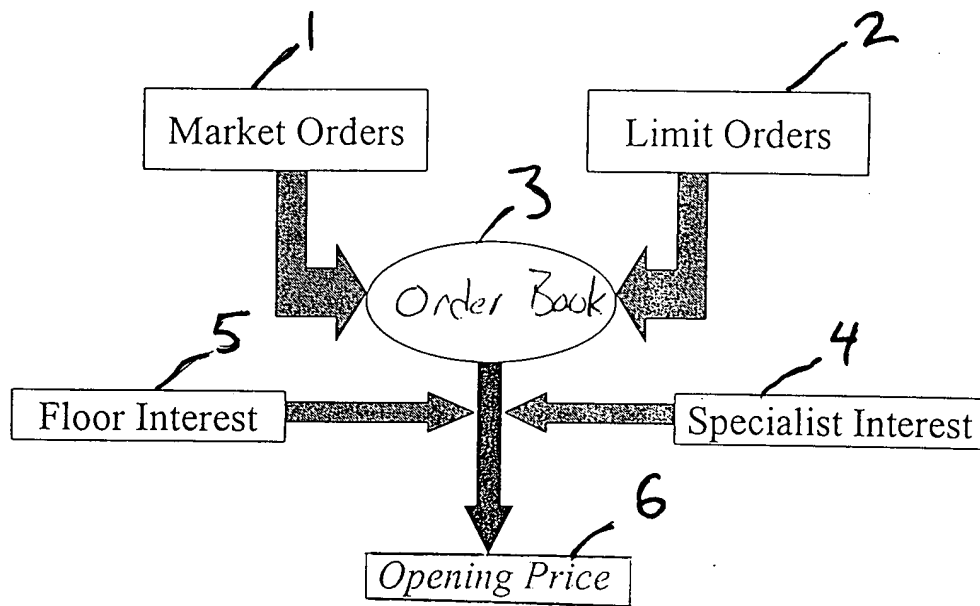 1
2
Market Orders
Limit Orders
3
Order Book
5
4
Floor Interest
Specialist Interest
6
Opening Price